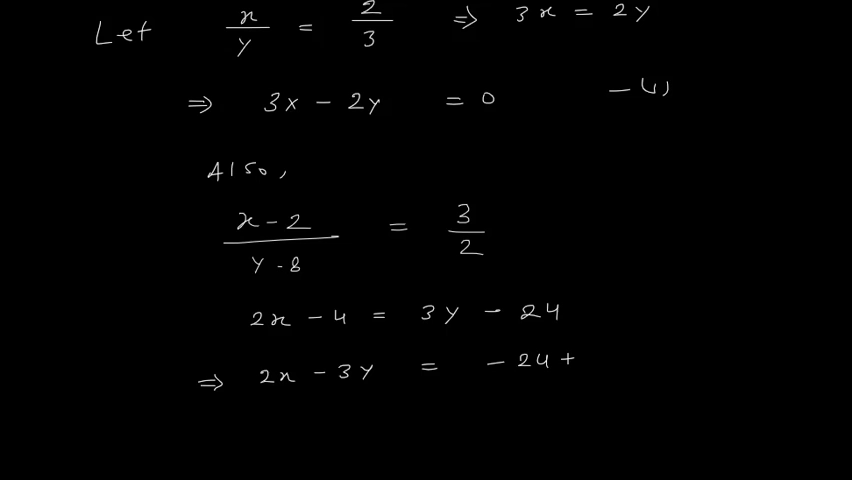 Let x/y = 2/3 ⇒ 3x = 2y
⇒ 3x - 2y = 0 -(1)
Also,
x-2/y-8 = 3/2
2x - 4 = 3y - 24
⇒ 2x - 3y = -24 +